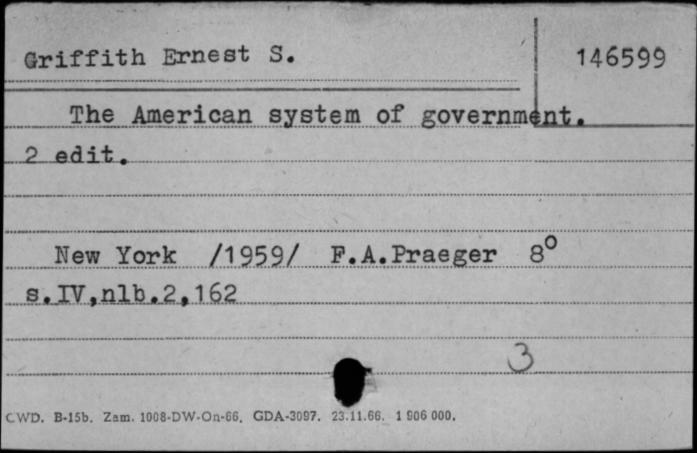 Griffith Ernest S. 146599
The American system of government.
2 edit.
New York /1959/ F.A.Praeger 8°
s.IV,nlb.2,162
3
CWD. B-15b. Zam. 1008-DW-On-66. GDA-3097. 23.11.66. 1 906 000.